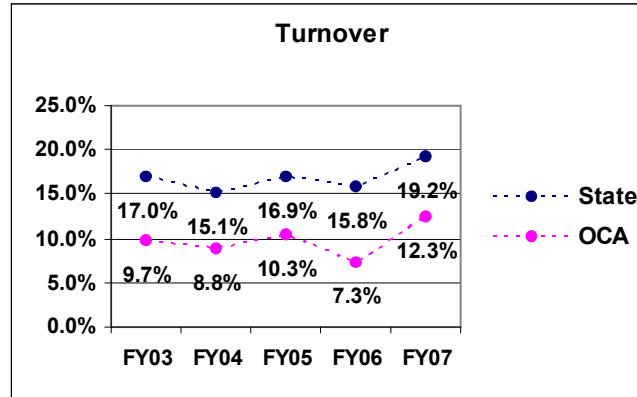 Turnover
25.0%
20.0%
15.0%
10.0%
5.0%
0.0%
17.0% 15.1% 16.9% 15.8% 19.2%
9.7% 8.8% 10.3% 7.3% 12.3%
FY03 FY04 FY05 FY06 FY07
State
OCA